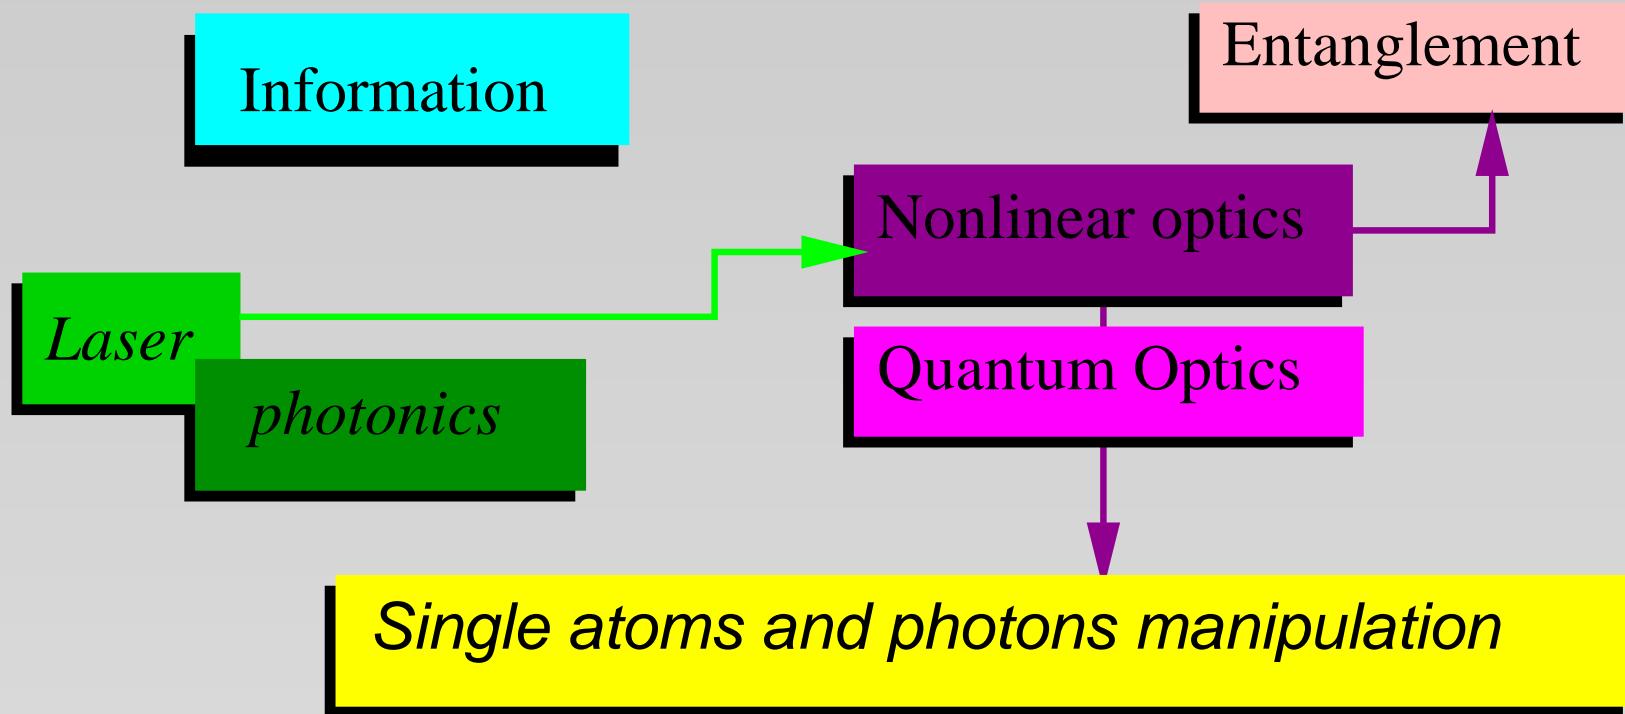 Information
Entanglement
Nonlinear optics
Laser
photonics
Quantum Optics
Single atoms and photons manipulation